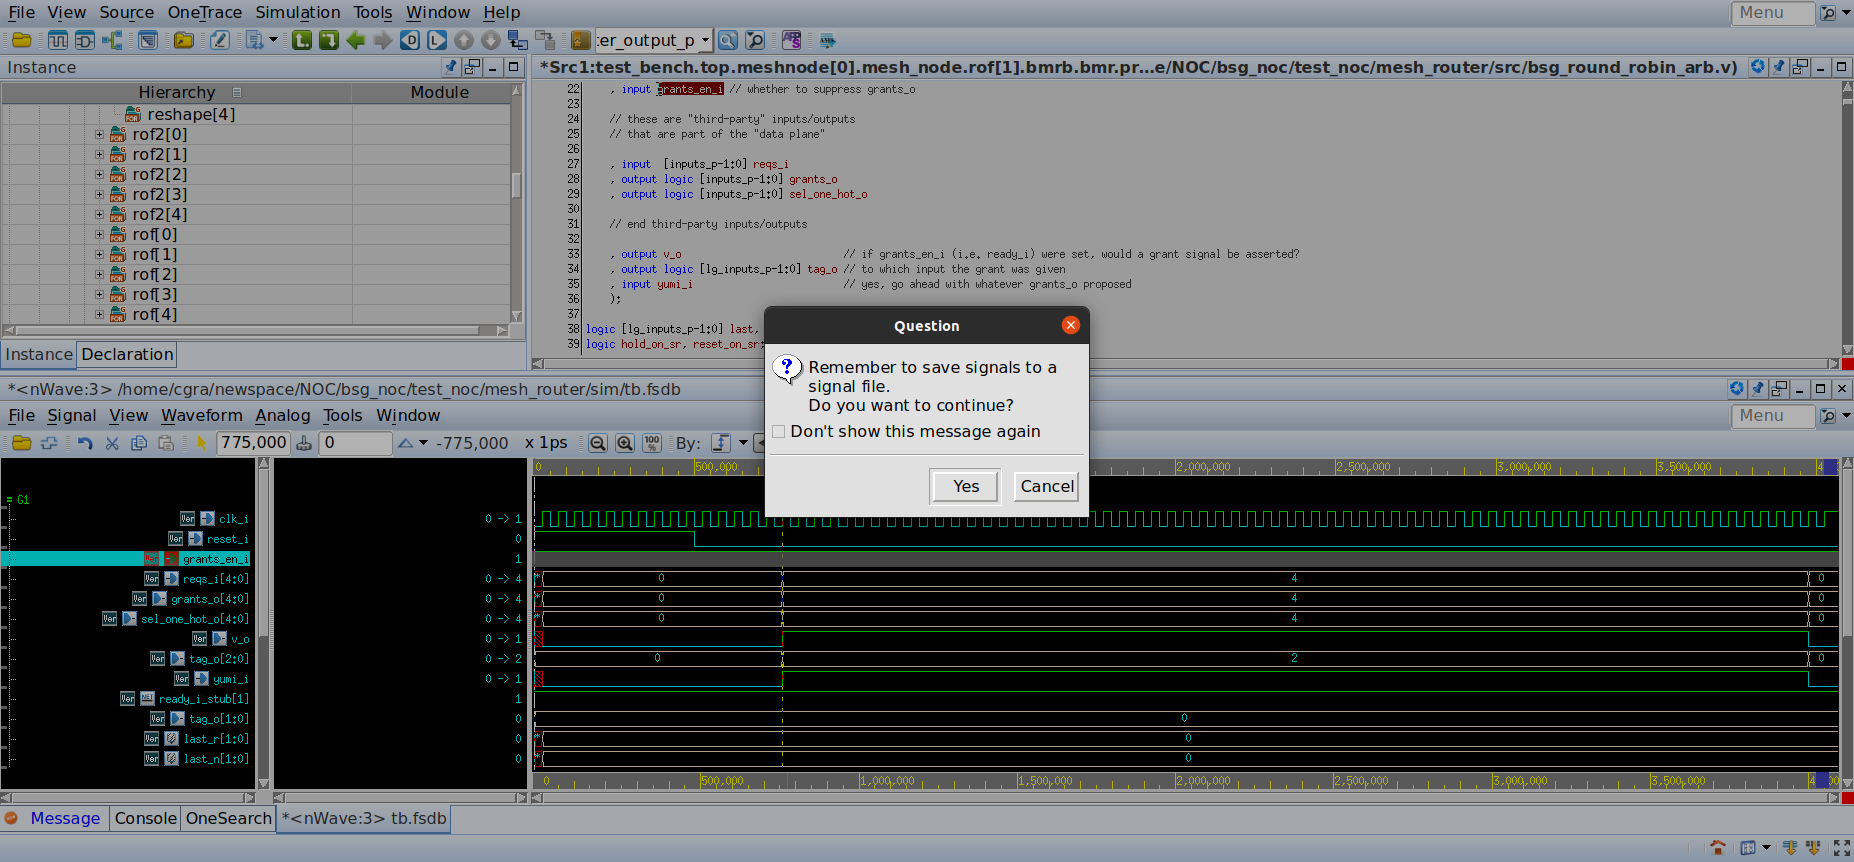 File View Source OneTrace Simulation Tools Window Help
Menu
:er_output_p
Instance
*Src1:test_bench.top.meshnode[0].mesh_node.rof[1].bmrb.bmr.pr...e/NOC/bsg_noc/test_noc/mesh_router/src/bsg_round_robin_arb.v)
Hierarchy Module
reshape[4]
rof2[0]
rof2[1]
rof2[2]
rof2[3]
rof2[4]
rof[0]
rof[1]
rof[2]
rof[3]
rof[4]
Instance Declaration
22 , input grants_en_i // whether to suppress grants_o
23
24 // these are "third-party" inputs/outputs
25 // that are part of the "data plane"
26
27 , input [inputs_p-1:0] reqs_i
28 , output logic [inputs_p-1:0] grants_o
29 , output logic [inputs_p-1:0] sel_one_hot_o
30
31 // end third-party inputs/outputs
32
33 , output v_o // if grants_en_i (i.e. ready_i) were set, would a grant signal be asserted?
34 , output logic [lg_inputs_p-1:0] tag_o // to which input the grant was given
35 , input yumi_i // yes, go ahead with whatever grants_o proposed
36 );
37
38 logic [lg_inputs_p-1:0] last,
39 logic hold_on_sr, reset_on_sr;
Question
Remember to save signals to a
signal file.
Do you want to continue?
Don't show this message again
Yes Cancel
*<nWave:3> /home/cgra/newspace/NOC/bsg_noc/test_noc/mesh_router/sim/tb.fsdb
File Signal View Waveform Analog Tools Window
Menu
775,000 0 -775,000 x 1ps 100% By:
0 500,000 2,000,000 2,500,000 3,000,000 3,500,000 4
= G1
clk_i 0 -> 1
reset_i 0
grants_en_i 1
reqs_i[4:0] 0 -> 4 0 4 0
grants_o[4:0] 0 -> 4 0 4 0
sel_one_hot_o[4:0] 0 -> 4 0 4 0
v_o 0 -> 1
tag_o[2:0] 0 -> 2 0 2 0
yumi_i 0 -> 1
ready_i_stub[1] 1
tag_o[1:0] 0 0
last_r[1:0] 0 0
last_n[1:0] 0 0
0 500,000 1,000,000 1,500,000 2,000,000 2,500,000 3,000,000 3,500,000 4
Message Console OneSearch *<nWave:3> tb.fsdb